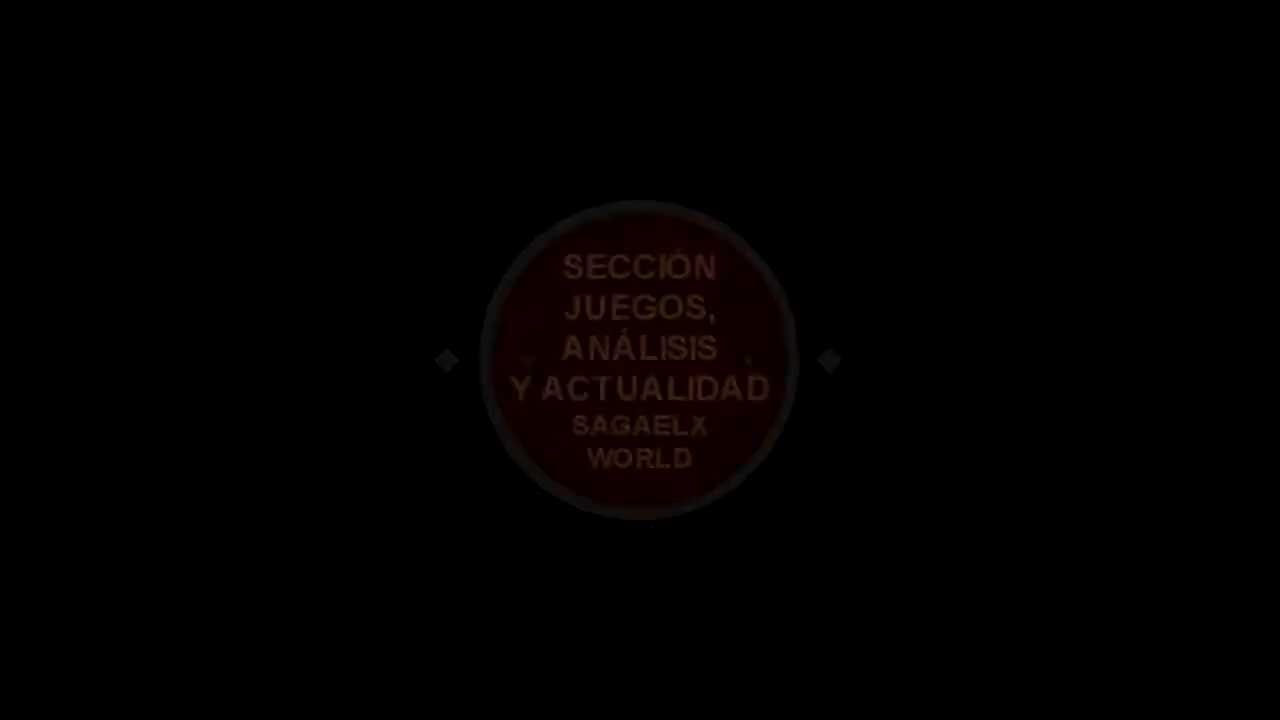 SECCIÓN
JUEGOS,
ANÁLISIS
Y ACTUALIDAD
SAGAELX
WORLD